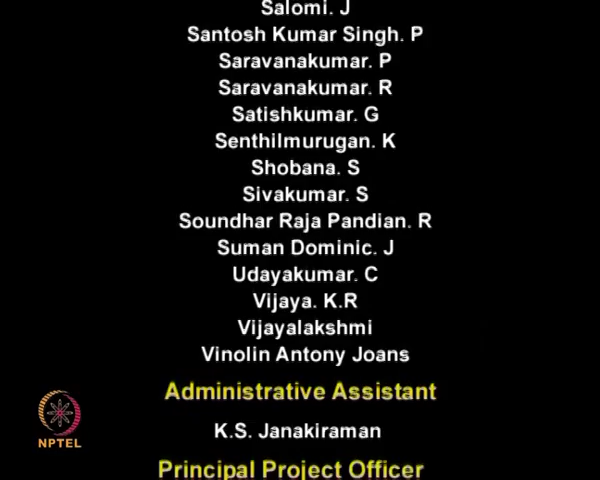 Salomi. J
Santosh Kumar Singh. P
Saravanakumar. P
Saravanakumar. R
Satishkumar. G
Senthilmurugan. K
Shobana. S
Sivakumar. S
Soundhar Raja Pandian. R
Suman Dominic. J
Udayakumar. C
Vijaya. K.R
Vijayalakshmi
Vinolin Antony Joans
Administrative Assistant
K.S. Janakiraman
NPTEL
Principal Project Officer